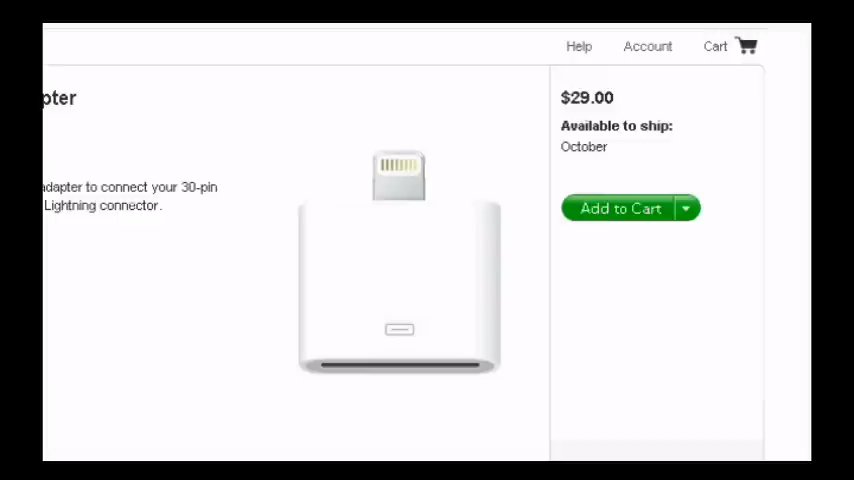 Help Account Cart
pter
$29.00
Available to ship:
October
dapter to connect your 30-pin
Lightning connector.
Add to Cart